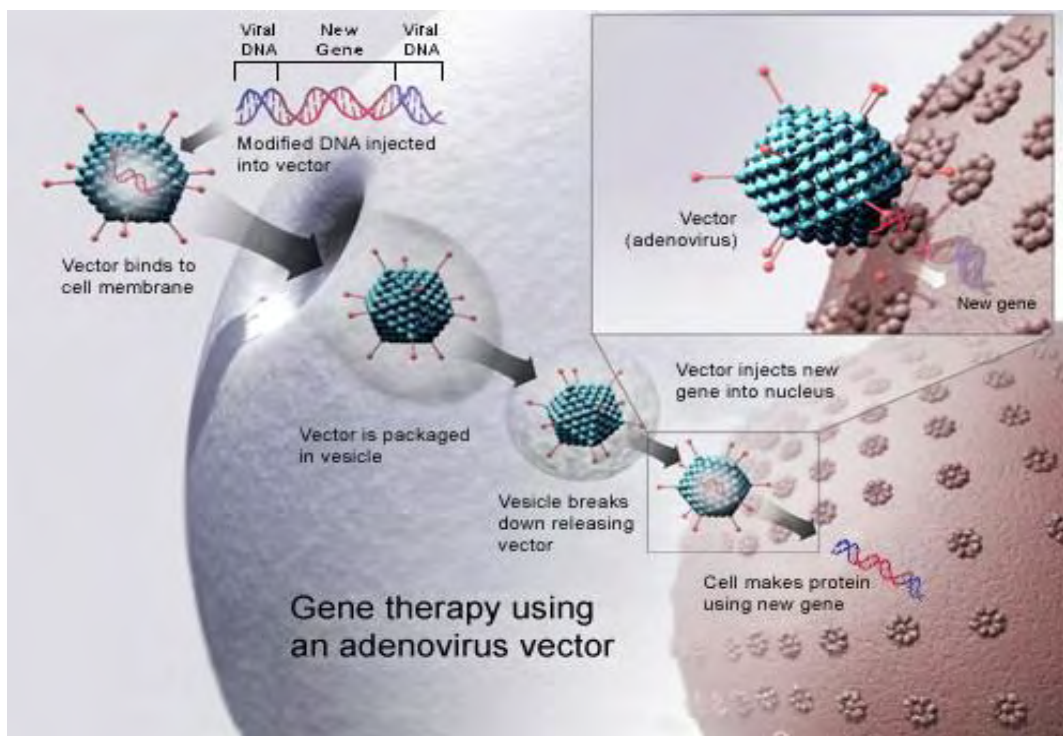 Viral New Viral
DNA Gene DNA
Modified DNA injected
into vector
Vector binds to
cell membrane
Vector is packaged
in vesicle
Vesicle breaks
down releasing
vector
Vector injects new
gene into nucleus
Cell makes protein
using new gene
Vector
(adenovirus)
New gene
Gene therapy using
an adenovirus vector